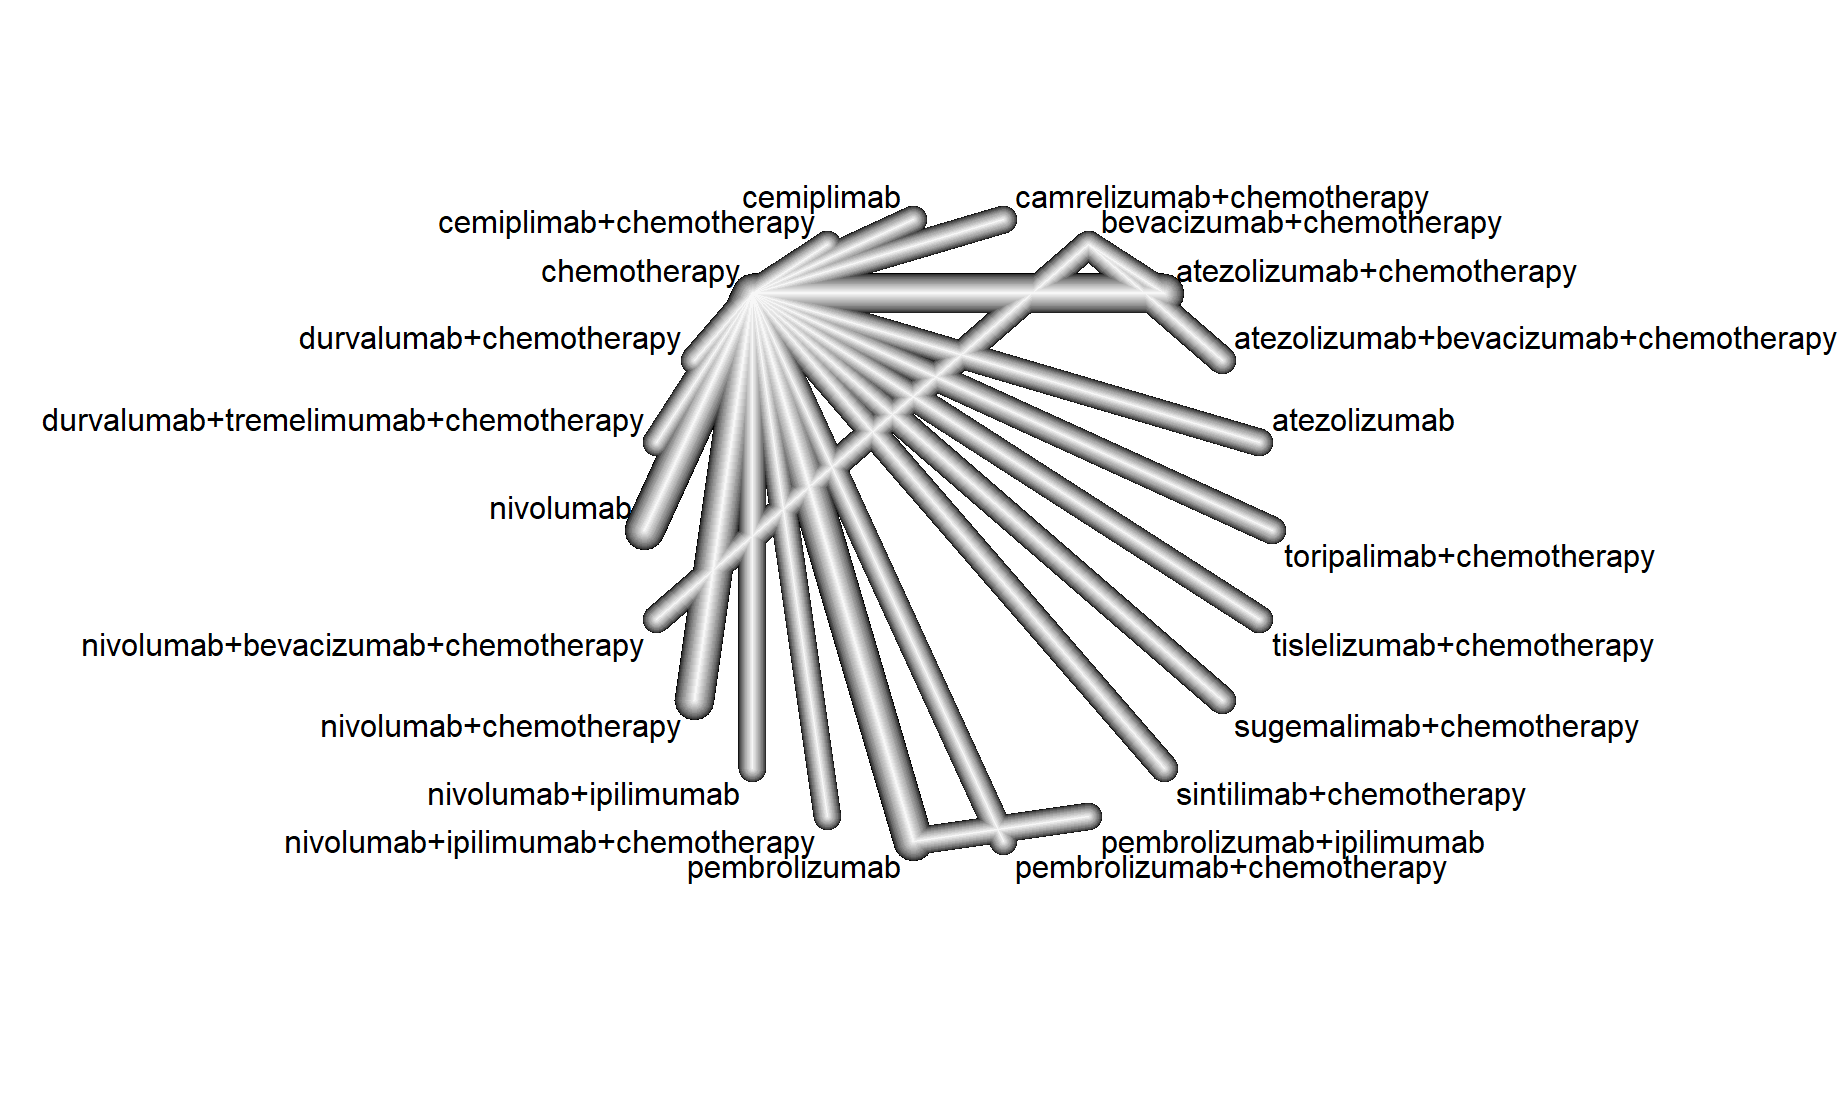 cemiplimab
camrelizumab+chemotherapy
cemiplimab+chemotherapy
bevacizumab+chemotherapy
chemotherapy
atezolizumab+chemotherapy
durvalumab+chemotherapy
atezolizumab+bevacizumab+chemotherapy
durvalumab+tremelimumab+chemotherapy
atezolizumab
nivolumab
toripalimab+chemotherapy
nivolumab+bevacizumab+chemotherapy
tislelizumab+chemotherapy
nivolumab+chemotherapy
sugemalimab+chemotherapy
nivolumab+ipilimumab
sintilimab+chemotherapy
nivolumab+ipilimumab+chemotherapy
pembrolizumab+ipilimumab
pembrolizumab
pembrolizumab+chemotherapy